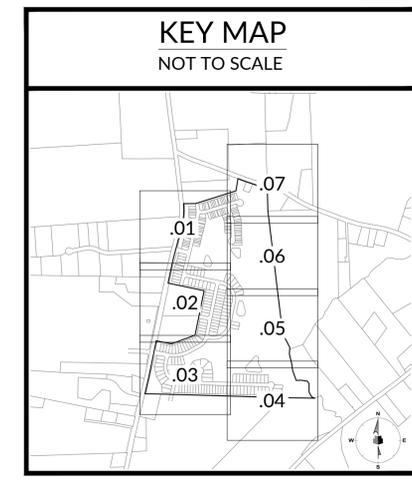 KEY MAP
NOT TO SCALE
.07
.01
.06
.02
.05
.03
.04
N
W E
S